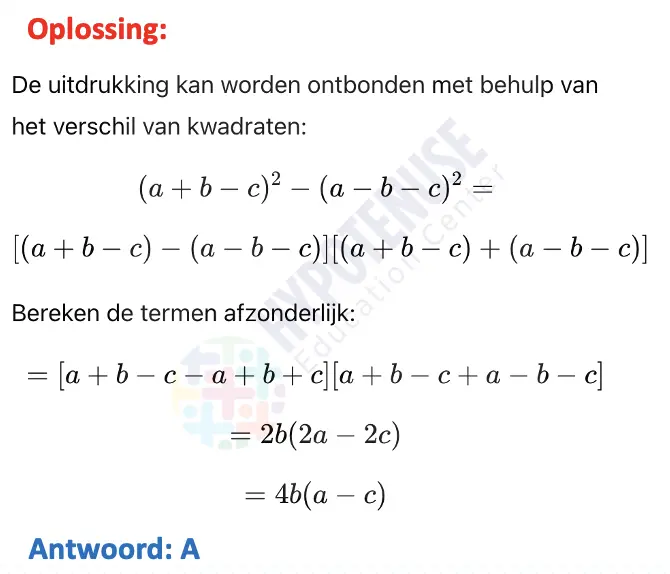 Oplossing:
De uitdrukking kan worden ontbonden met behulp van
het verschil van kwadraten:
(a + b − c)² − (a − b − c)² =
[(a + b − c) − (a − b − c)][(a + b − c) + (a − b − c)]
Bereken de termen afzonderlijk:
= [a + b − c − a + b + c][a + b − c + a − b − c]
= 2b(2a − 2c)
= 4b(a − c)
Antwoord: A
HYPOTENUSE
Education Center